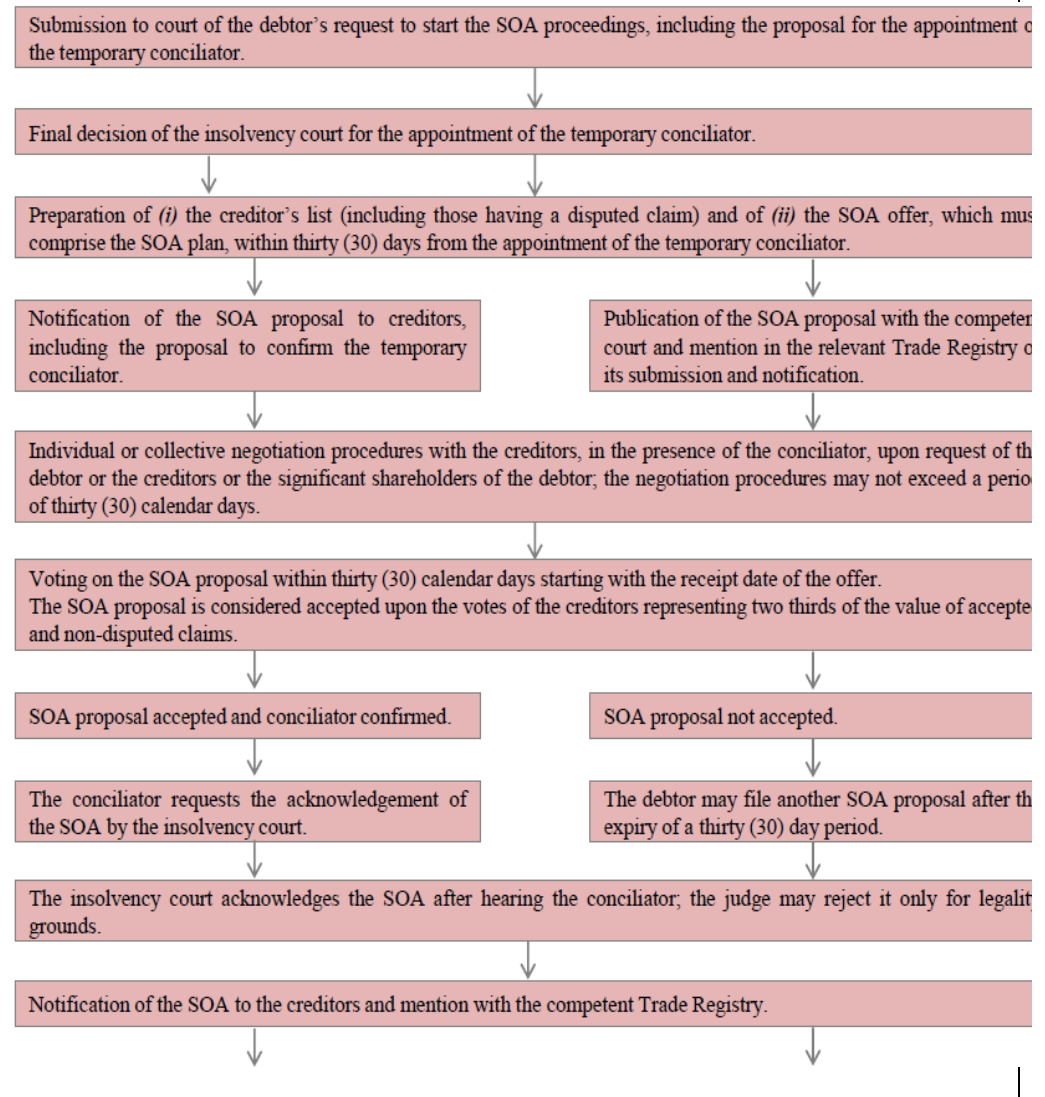 Submission to court of the debtor’s request to start the SOA proceedings, including the proposal for the appointment o
the temporary conciliator.
Final decision of the insolvency court for the appointment of the temporary conciliator.
Preparation of (i) the creditor’s list (including those having a disputed claim) and of (ii) the SOA offer, which mus
comprise the SOA plan, within thirty (30) days from the appointment of the temporary conciliator.
Notification of the SOA proposal to creditors,
including the proposal to confirm the temporary
conciliator.
Publication of the SOA proposal with the competen
court and mention in the relevant Trade Registry o
its submission and notification.
Individual or collective negotiation procedures with the creditors, in the presence of the conciliator, upon request of th
debtor or the creditors or the significant shareholders of the debtor; the negotiation procedures may not exceed a perio
of thirty (30) calendar days.
Voting on the SOA proposal within thirty (30) calendar days starting with the receipt date of the offer.
The SOA proposal is considered accepted upon the votes of the creditors representing two thirds of the value of accepte
and non-disputed claims.
SOA proposal accepted and conciliator confirmed.
SOA proposal not accepted.
The conciliator requests the acknowledgement of
the SOA by the insolvency court.
The debtor may file another SOA proposal after th
expiry of a thirty (30) day period.
The insolvency court acknowledges the SOA after hearing the conciliator; the judge may reject it only for legalit
grounds.
Notification of the SOA to the creditors and mention with the competent Trade Registry.